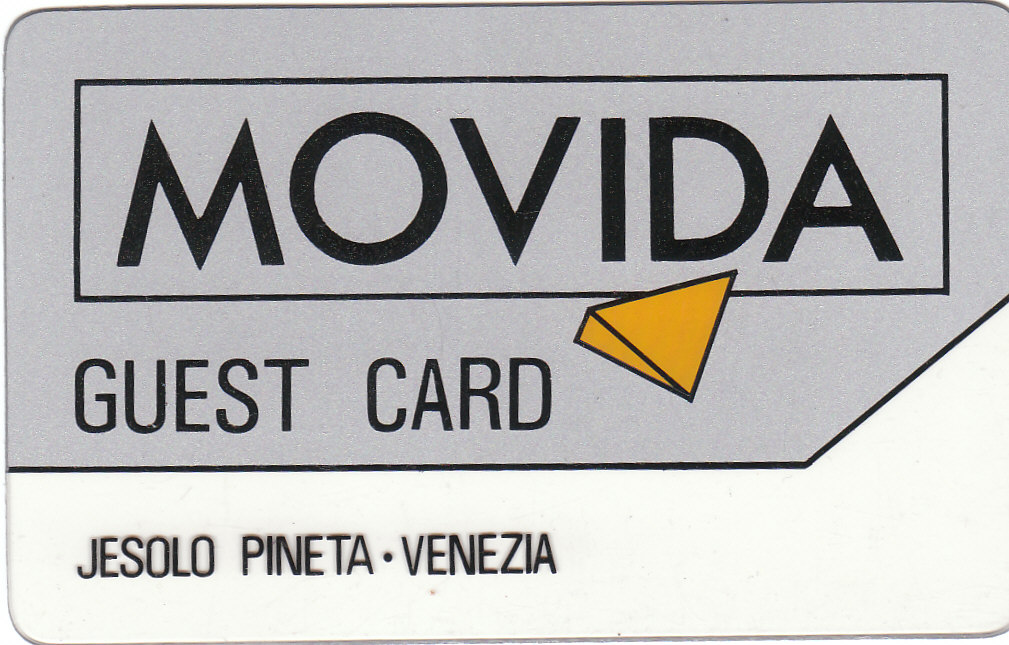 MOVIDA
GUEST CARD
JESOLO PINETA · VENEZIA